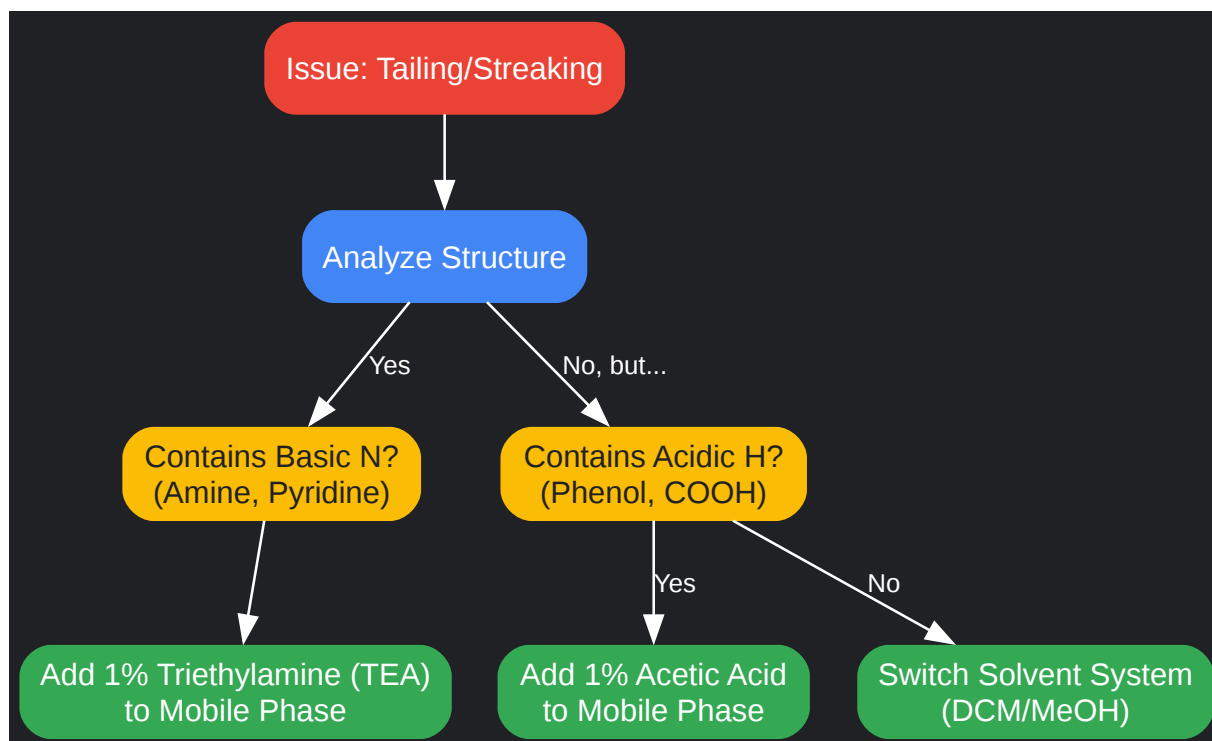 Issue: Tailing/Streaking
Analyze Structure
Yes
No, but...
Contains Basic N?
(Amine, Pyridine)
Contains Acidic H?
(Phenol, COOH)
Yes
No
Add 1% Triethylamine (TEA)
to Mobile Phase
Add 1% Acetic Acid
to Mobile Phase
Switch Solvent System
(DCM/MeOH)